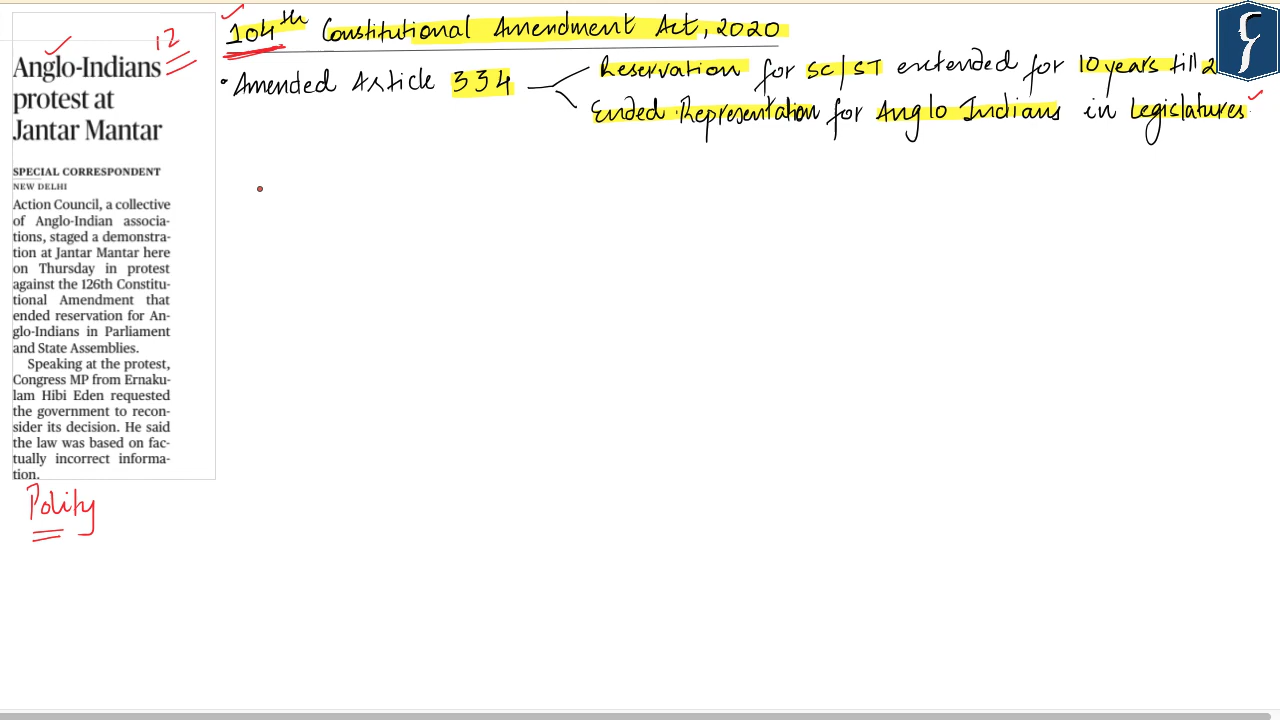 Anglo-Indians
protest at
Jantar Mantar
12
SPECIAL CORRESPONDENT
NEW DELHI
Action Council, a collective
of Anglo-Indian associa-
tions, staged a demonstra-
tion at Jantar Mantar here
on Thursday in protest
against the 126th Constitu-
tional Amendment that
ended reservation for An-
glo-Indians in Parliament
and State Assemblies.
Speaking at the protest,
Congress MP from Ernaku-
lam Hibi Eden requested
the government to recon-
sider its decision. He said
the law was based on fac-
tually incorrect informa-
tion.
Polity
104th Constitutional Amendment Act, 2020
• Amended Article 334
Reservation for SC/ST extended for 10 years till
Ended Representation for Anglo Indians in Legislatures